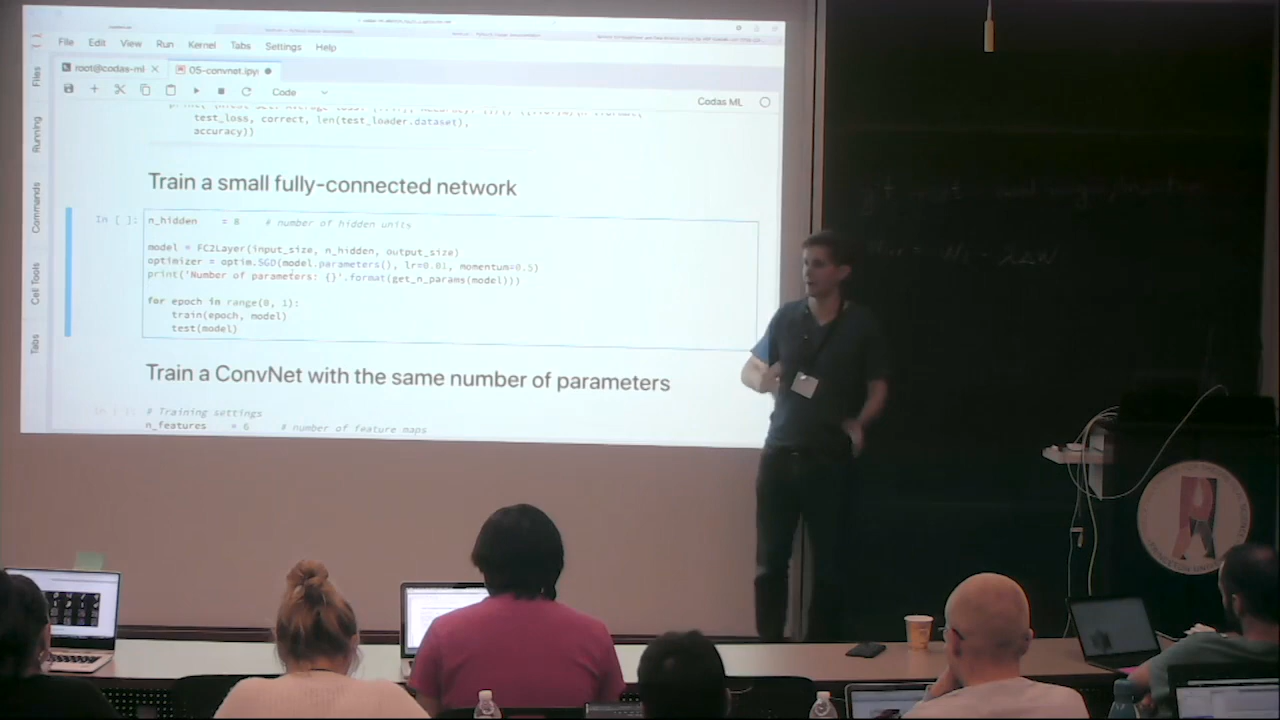 File Edit View Run Kernel Tabs Settings Help
root@codas-ml × 05-convnet.ipyn
Code
Codas ML
Files
Running
Commands
Cell Tools
Tabs
test_loss, correct, len(test_loader.dataset),
accuracy))
Train a small fully-connected network
In [ ]:
n_hidden = 8 # number of hidden units
model = FC2Layer(input_size, n_hidden, output_size)
optimizer = optim.SGD(model.parameters(), lr=0.01, momentum=0.5)
print('Number of parameters: {}'.format(get_n_params(model)))
for epoch in range(0, 1):
train(epoch, model)
test(model)
Train a ConvNet with the same number of parameters
In [ ]:
# Training settings
n_features = 6 # number of feature maps